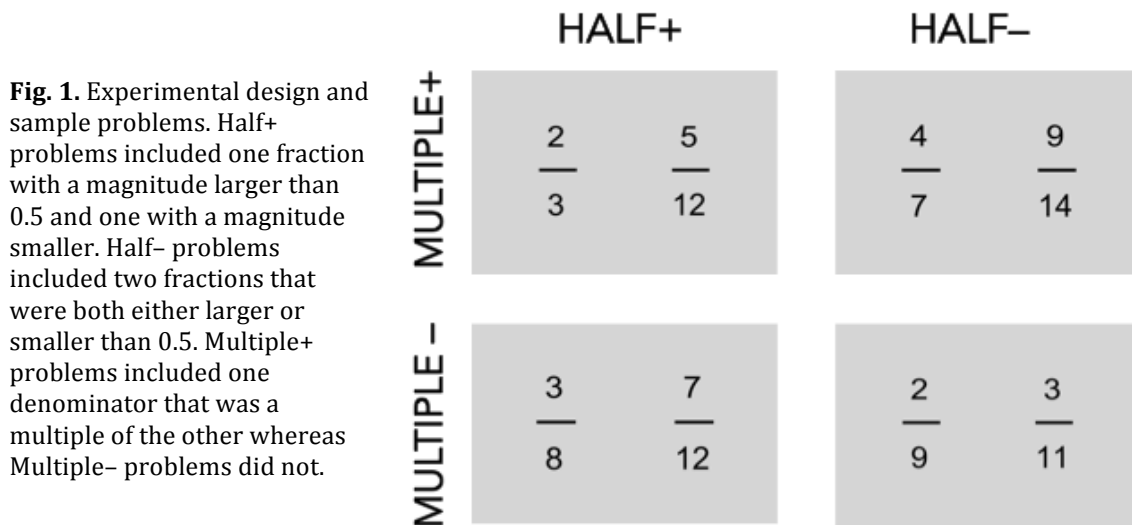 Fig. 1. Experimental design and
sample problems. Half+
problems included one fraction
with a magnitude larger than
0.5 and one with a magnitude
smaller. Half– problems
included two fractions that
were both either larger or
smaller than 0.5. Multiple+
problems included one
denominator that was a
multiple of the other whereas
Multiple– problems did not.
HALF+ HALF–
MULTIPLE+
2 5 4 9
3 12 7 14
MULTIPLE –
3 7 2 3
8 12 9 11